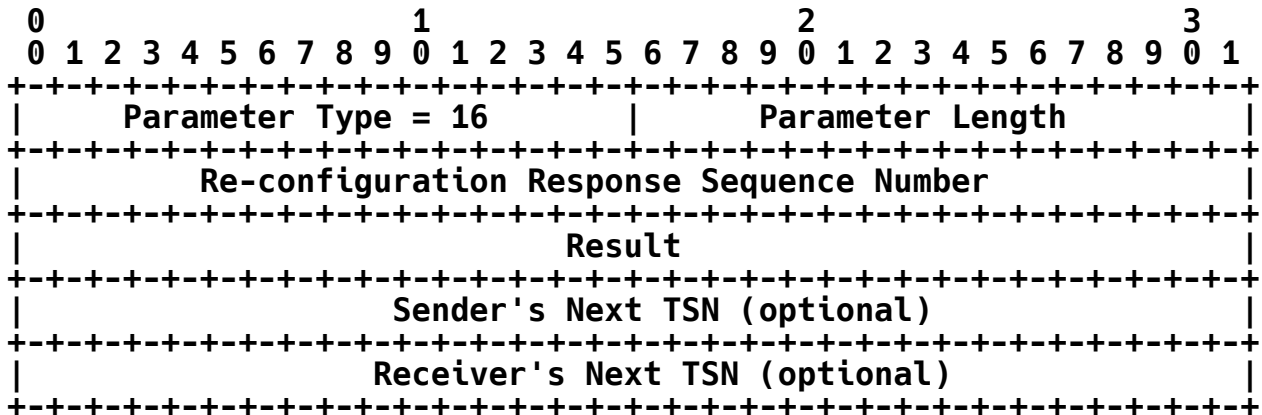 0                   1                   2                   3
 0 1 2 3 4 5 6 7 8 9 0 1 2 3 4 5 6 7 8 9 0 1 2 3 4 5 6 7 8 9 0 1
+-+-+-+-+-+-+-+-+-+-+-+-+-+-+-+-+-+-+-+-+-+-+-+-+-+-+-+-+-+-+-+-+
|     Parameter Type = 16       |      Parameter Length         |
+-+-+-+-+-+-+-+-+-+-+-+-+-+-+-+-+-+-+-+-+-+-+-+-+-+-+-+-+-+-+-+-+
|         Re-configuration Response Sequence Number             |
+-+-+-+-+-+-+-+-+-+-+-+-+-+-+-+-+-+-+-+-+-+-+-+-+-+-+-+-+-+-+-+-+
|                            Result                             |
+-+-+-+-+-+-+-+-+-+-+-+-+-+-+-+-+-+-+-+-+-+-+-+-+-+-+-+-+-+-+-+-+
|                   Sender's Next TSN (optional)                |
+-+-+-+-+-+-+-+-+-+-+-+-+-+-+-+-+-+-+-+-+-+-+-+-+-+-+-+-+-+-+-+-+
|                  Receiver's Next TSN (optional)               |
+-+-+-+-+-+-+-+-+-+-+-+-+-+-+-+-+-+-+-+-+-+-+-+-+-+-+-+-+-+-+-+-+